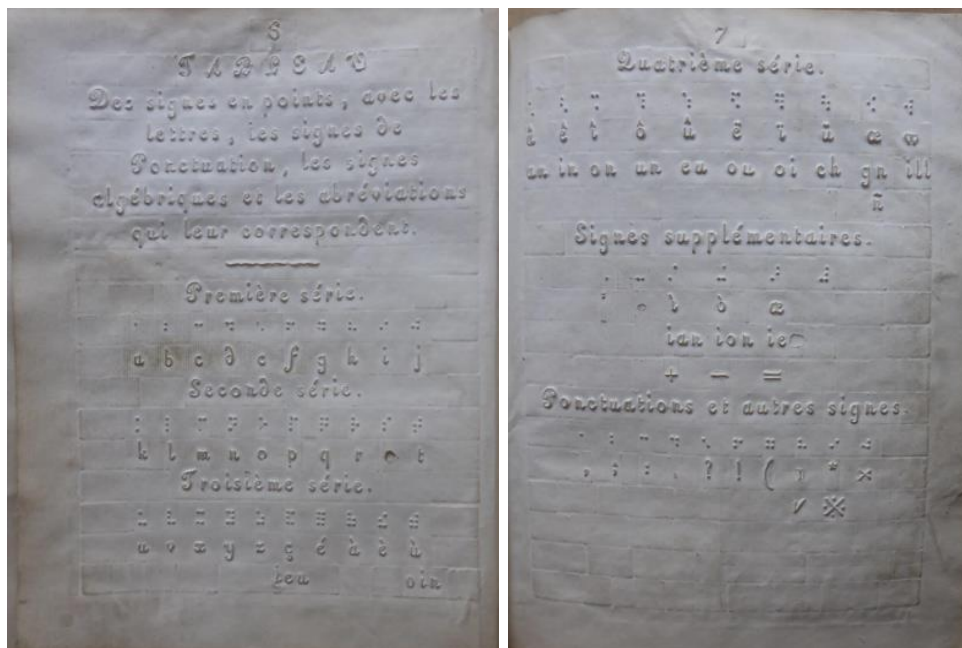 6
TABLEAU
Des signes en points, avec les
lettres, les signes de
Ponctuation, les signes
algébriques et les abréviations
qui leur correspondent.
Première série.
a b c d e f g h i j
Seconde série.
k l m n o p q r t
Troisième série.
u v x y z ç é à è ù
ieu oin
7
Quatrième série.
â ê î ô û ë ï ü œ w
an in on un eu ou oi ch gn ill
ñ
Signes supplémentaires.
ì ò æ
ian ion
+ − =
Ponctuations et autres signes.
, ; : . ? ! ( * ×
√ ※